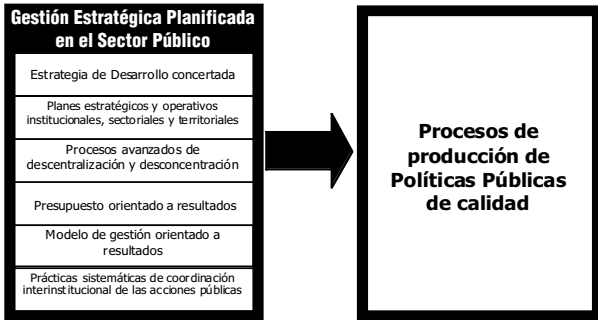 Gestión Estratégica Planificada
en el Sector Público
Estrategia de Desarrollo concertada
Planes estratégicos y operativos
institucionales, sectoriales y territoriales
Procesos avanzados de
descentralización y desconcentración
Presupuesto orientado a resultados
Modelo de gestión orientado a
resultados
Prácticas sistemáticas de coordinación
interinstitucional de las acciones públicas
Procesos de
producción de
Políticas Públicas
de calidad